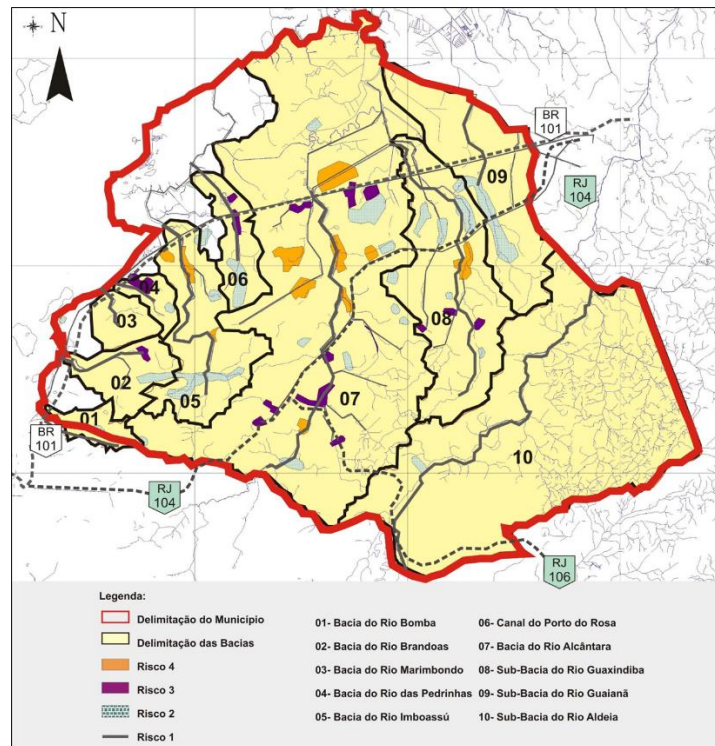 N
BR
101
RJ
104
09
06
04
03
02
05
08
07
01
10
BR
101
RJ
104
RJ
106
Legenda:
Delimitação do Município
Delimitação das Bacias
Risco 4
Risco 3
Risco 2
Risco 1
01- Bacia do Rio Bomba
02- Bacia do Rio Brandoas
03- Bacia do Rio Marimbondo
04- Bacia do Rio das Pedrinhas
05- Bacia do Rio Imboassú
06- Canal do Porto do Rosa
07- Bacia do Rio Alcântara
08- Sub-Bacia do Rio Guaxindiba
09- Sub-Bacia do Rio Guaianã
10- Sub-Bacia do Rio Aldeia